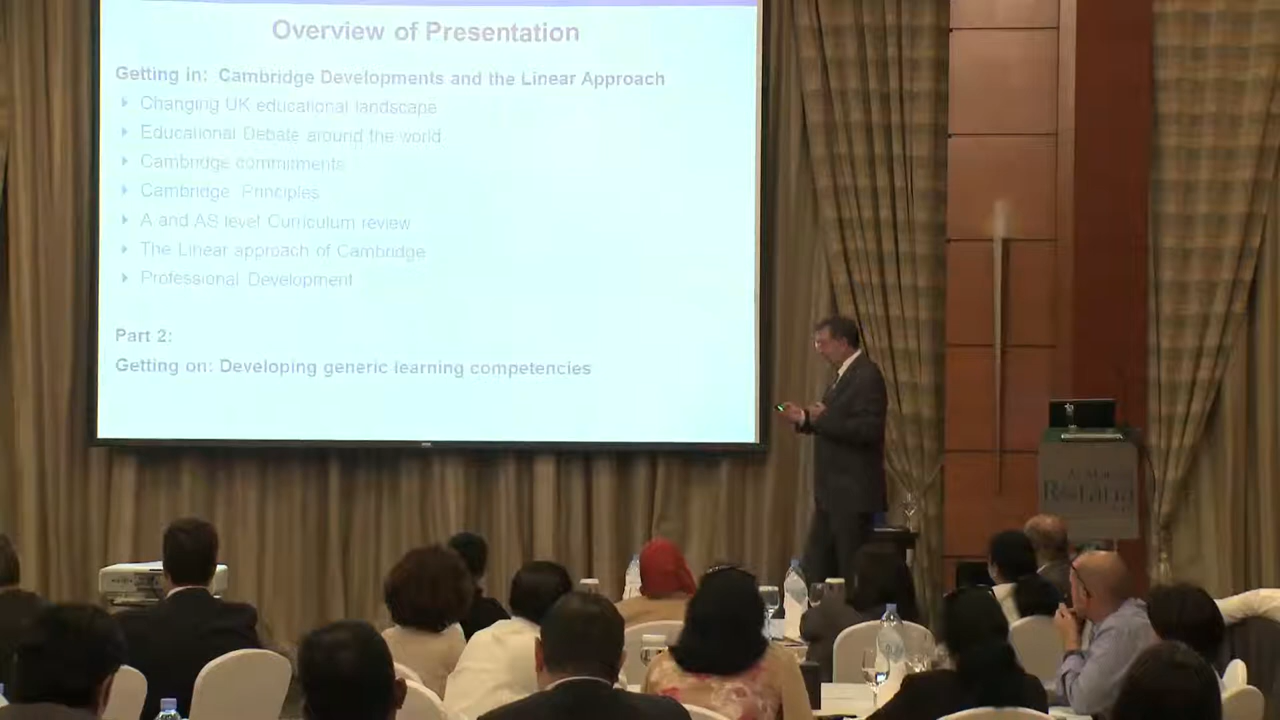 Overview of Presentation
Getting in: Cambridge Developments and the Linear Approach
Changing UK educational landscape
Educational Debate around the world
Cambridge commitments
Cambridge Principles
A and AS level Curriculum review
The Linear approach of Cambridge
Professional Development
Part 2:
Getting on: Developing generic learning competencies
Rotana